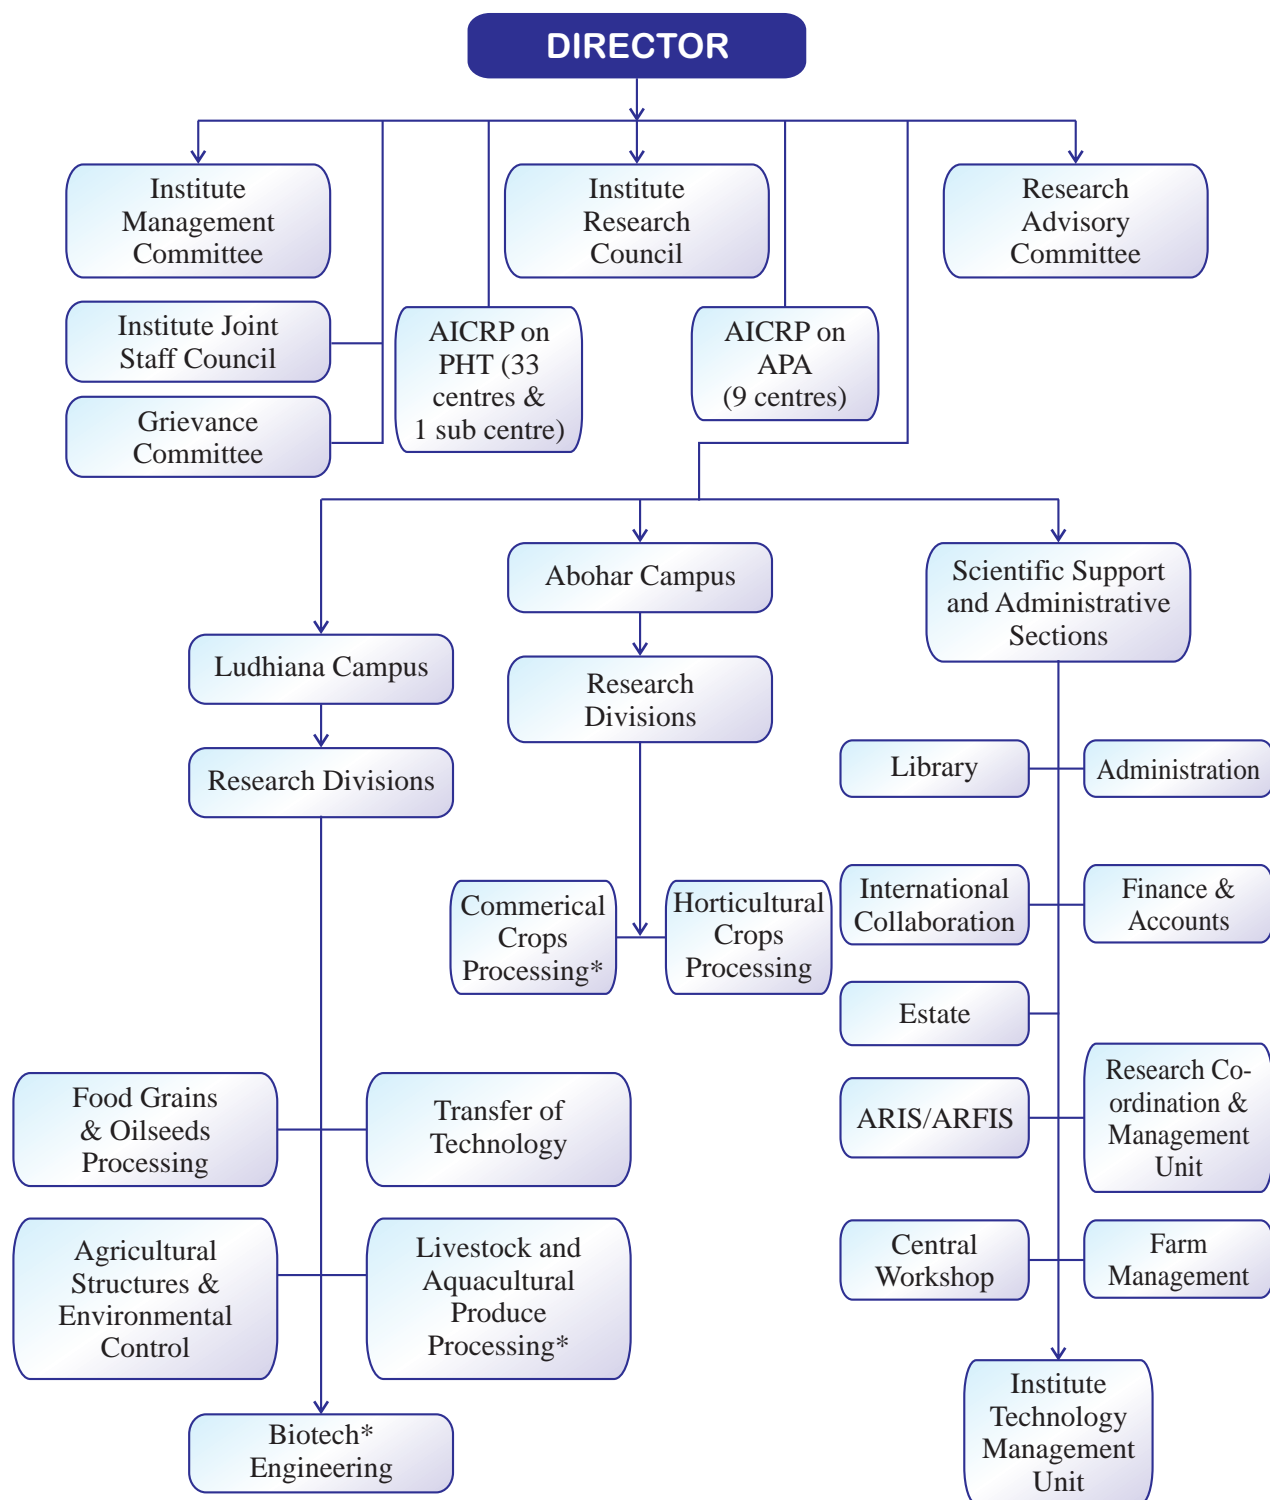 DIRECTOR
Institute
Management
Committee
Institute
Research
Council
Research
Advisory
Committee
Institute Joint
Staff Council
Grievance
Committee
AICRP on
PHT (33
centres &
1 sub centre)
AICRP on
APA
(9 centres)
Ludhiana Campus
Research Divisions
Abohar Campus
Research
Divisions
Scientific Support
and Administrative
Sections
Commerical
Crops
Processing*
Horticultural
Crops
Processing
Library
Administration
International
Collaboration
Finance &
Accounts
Estate
ARIS/ARFIS
Research Co-
ordination &
Management
Unit
Central
Workshop
Farm
Management
Institute
Technology
Management
Unit
Food Grains
& Oilseeds
Processing
Transfer of
Technology
Agricultural
Structures &
Environmental
Control
Livestock and
Aquacultural
Produce
Processing*
Biotech*
Engineering